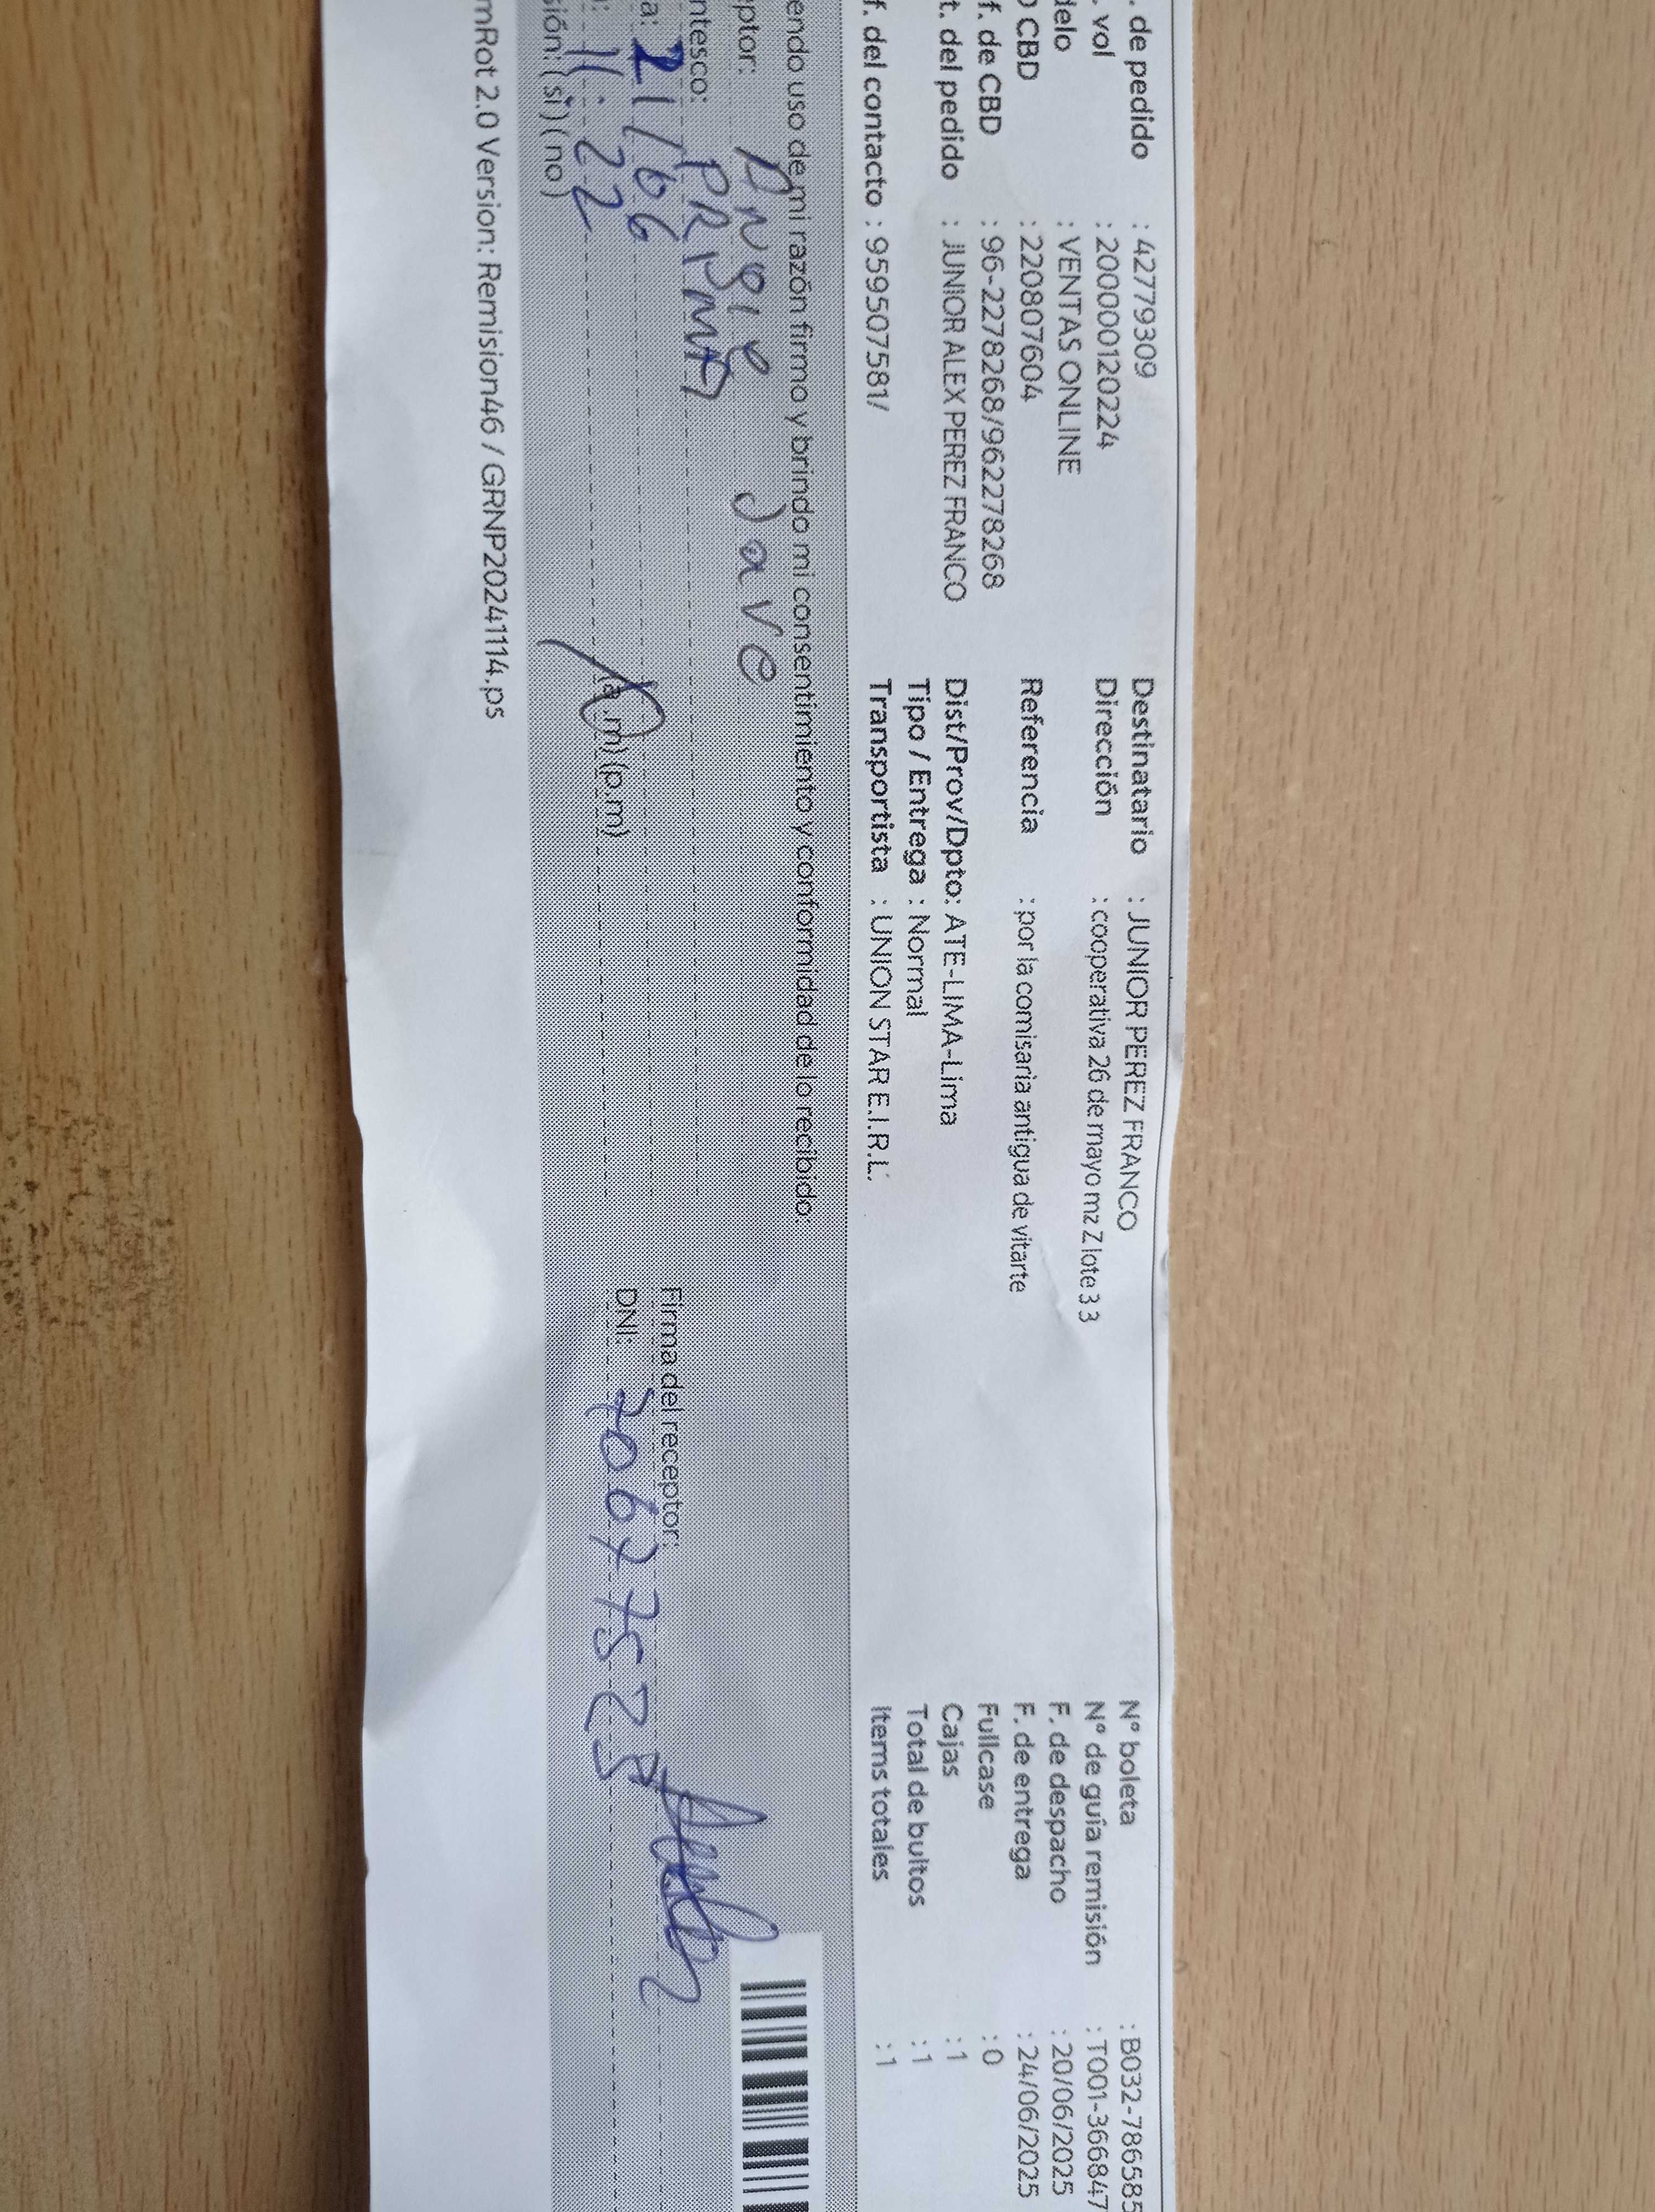 . de pedido : 42779309
. vol : 20000120224
delo : VENTAS ONLINE
O CBD : 220807604
f. de CBD : 96-2278268/962278268
t. del pedido : JUNIOR ALEX PEREZ FRANCO
f. del contacto : 959507581/
Destinatario : JUNIOR PEREZ FRANCO
Dirección : cooperativa 26 de mayo mz Z lote 3 3
Referencia : por la comisaria antigua de vitarte
Dist/Prov/Dpto: ATE-LIMA-Lima
Tipo / Entrega : Normal
Transportista : UNION STAR E.I.R.L.
N° boleta : B032-786585
N° de guía remisión : T001-366847
F. de despacho : 20/06/2025
F. de entrega : 24/06/2025
Fullcase : 0
Cajas : 1
Total de bultos : 1
Items totales : 1
endo uso de mi razón firmo y brindo mi consentimiento y conformidad de lo recibido:
eptor: Angie Jave
ntesco: PRIMA
a: 21/06
: 11:22 (a.m) (p.m)
sión: (si) (no)
Firma del receptor:
DNI:
mRot 2.0 Version: Remision46 / GRNP20241114.ps